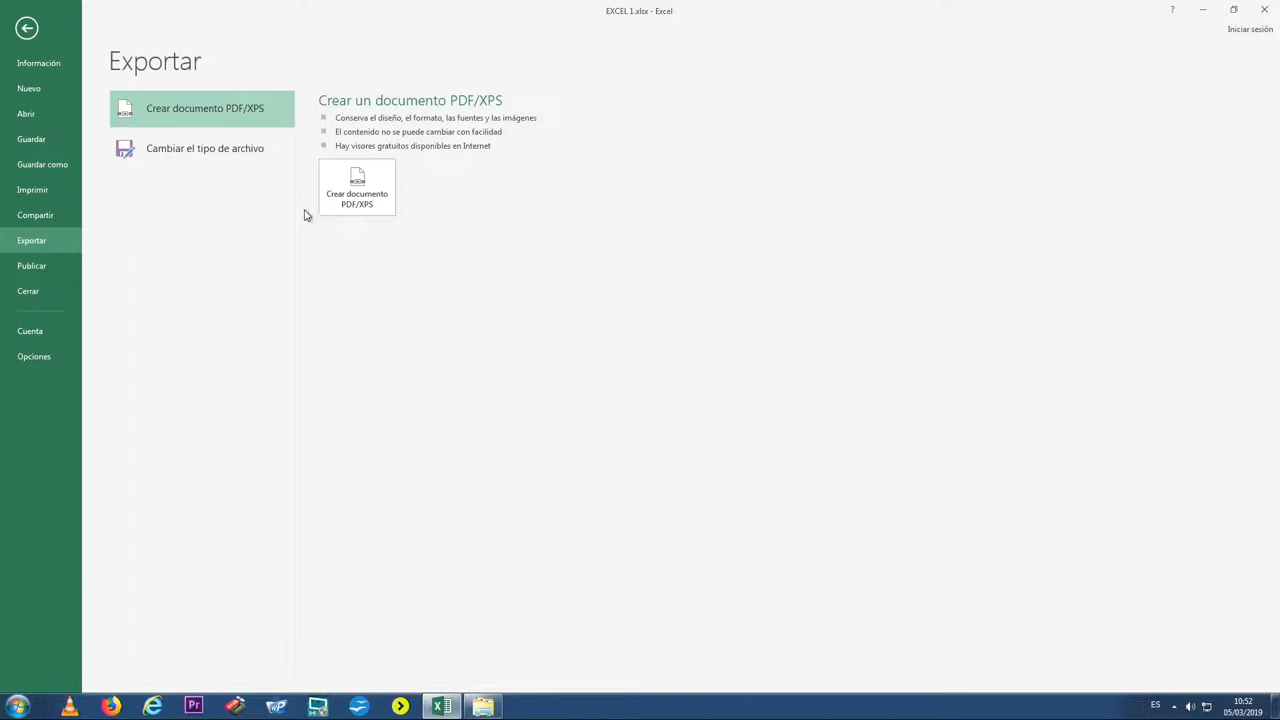 EXCEL 1.xlsx - Excel
?
Iniciar sesión
Información
Nuevo
Abrir
Guardar
Guardar como
Imprimir
Compartir
Exportar
Publicar
Cerrar
Cuenta
Opciones
Exportar
Crear documento PDF/XPS
Cambiar el tipo de archivo
Crear un documento PDF/XPS
Conserva el diseño, el formato, las fuentes y las imágenes
El contenido no se puede cambiar con facilidad
Hay visores gratuitos disponibles en Internet
Crear documento
PDF/XPS
Pr
WP
ES
10:52
05/03/2019